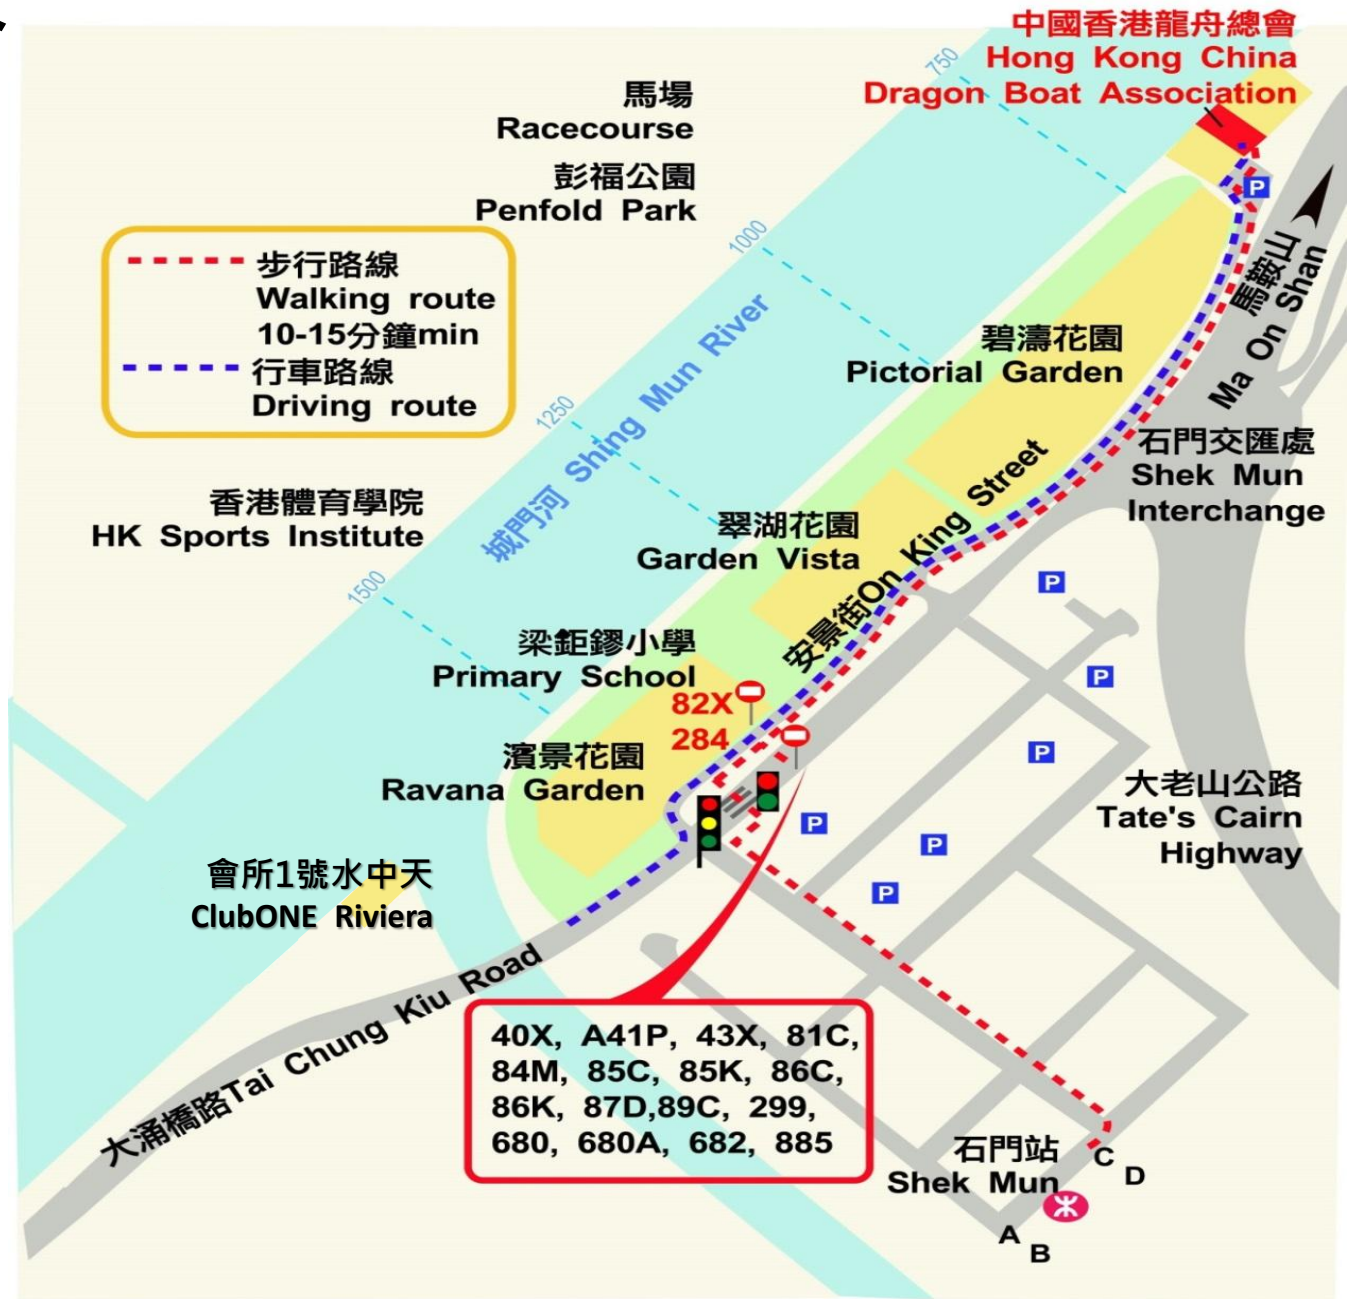 中國香港龍舟總會
Hong Kong China
Dragon Boat Association
750
馬場
Racecourse
彭福公園
Penfold Park
P
1000
步行路線
Walking route
10-15分鐘min
行車路線
Driving route
馬鞍山
Ma On Shan
城門河 Shing Mun River
碧濤花園
Pictorial Garden
1250
石門交匯處
Shek Mun
Interchange
香港體育學院
HK Sports Institute
翠湖花園
Garden Vista
安景街On King Street
1500
P
梁鉅鏐小學
Primary School
P
82X
284
濱景花園
Ravana Garden
P
大老山公路
Tate's Cairn
Highway
P
P
P
會所1號水中天
ClubONE Riviera
大涌橋路Tai Chung Kiu Road
40X, A41P, 43X, 81C,
84M, 85C, 85K, 86C,
86K, 87D,89C, 299,
680, 680A, 682, 885
石門站
Shek Mun
C
D
A
B